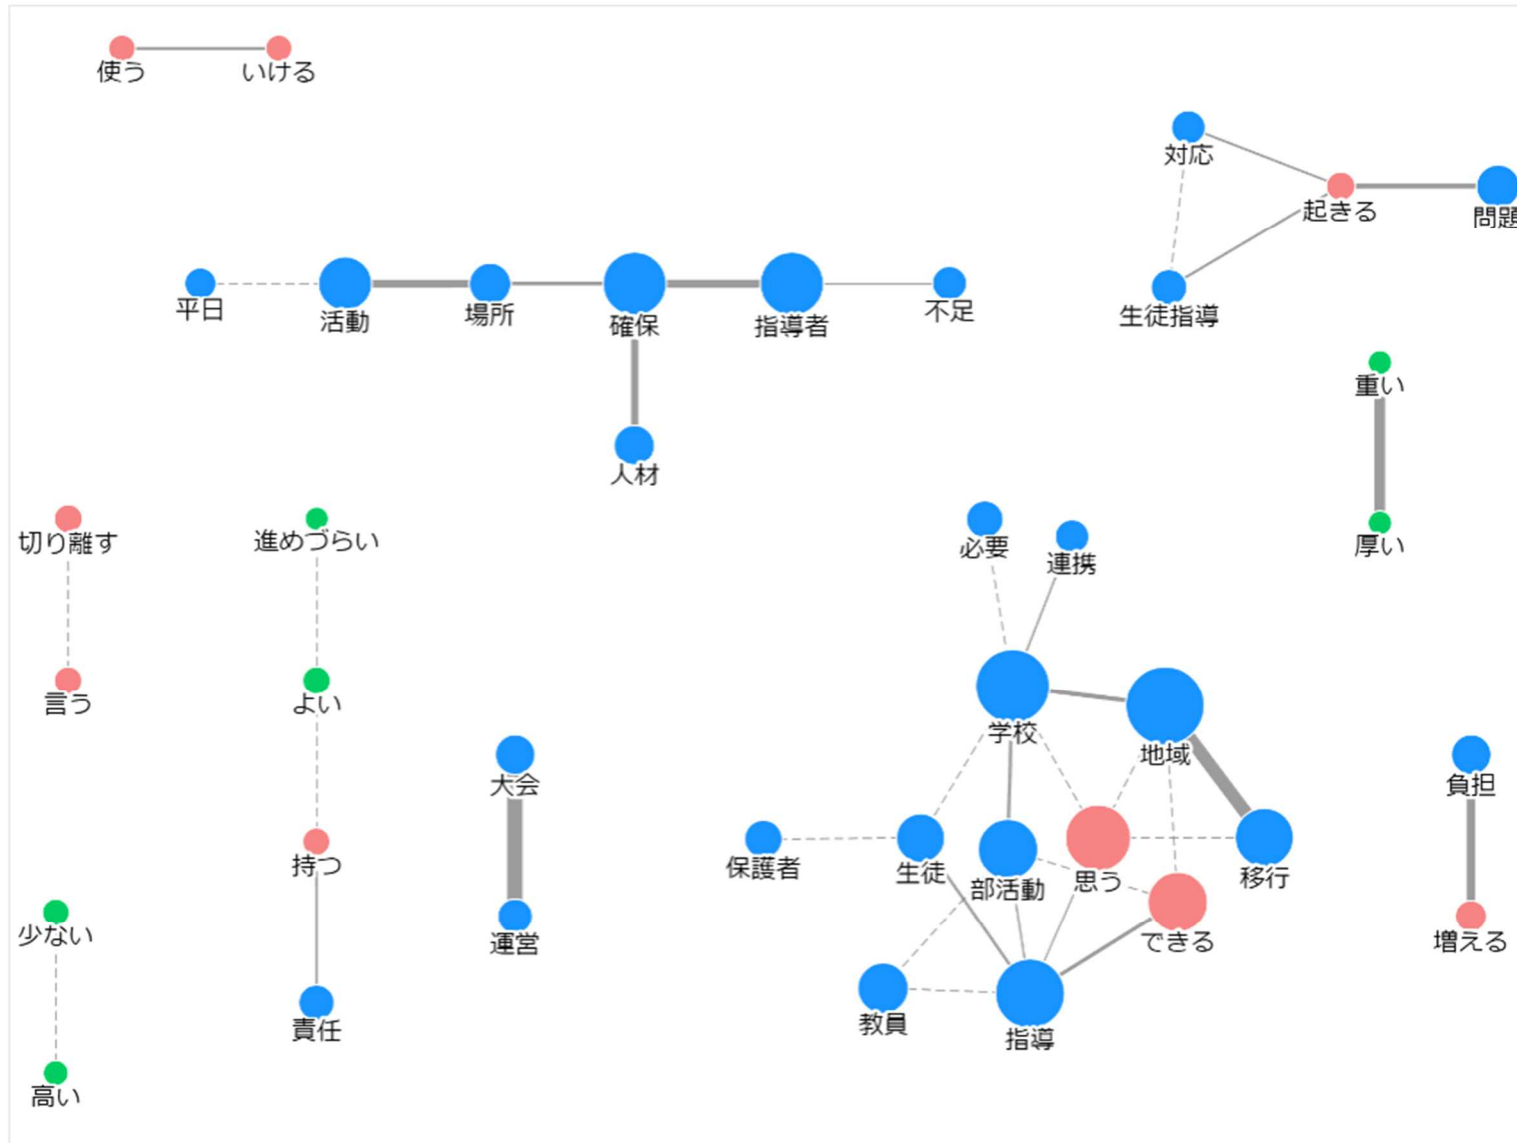 使う
いける
対応
起きる
問題
平日
活動
場所
確保
指導者
不足
生徒指導
重い
人材
切り離す
進めづらい
必要
連携
厚い
言う
よい
学校
地域
大会
負担
保護者
生徒
部活動
思う
移行
持つ
少ない
運営
できる
増える
責任
教員
指導
高い